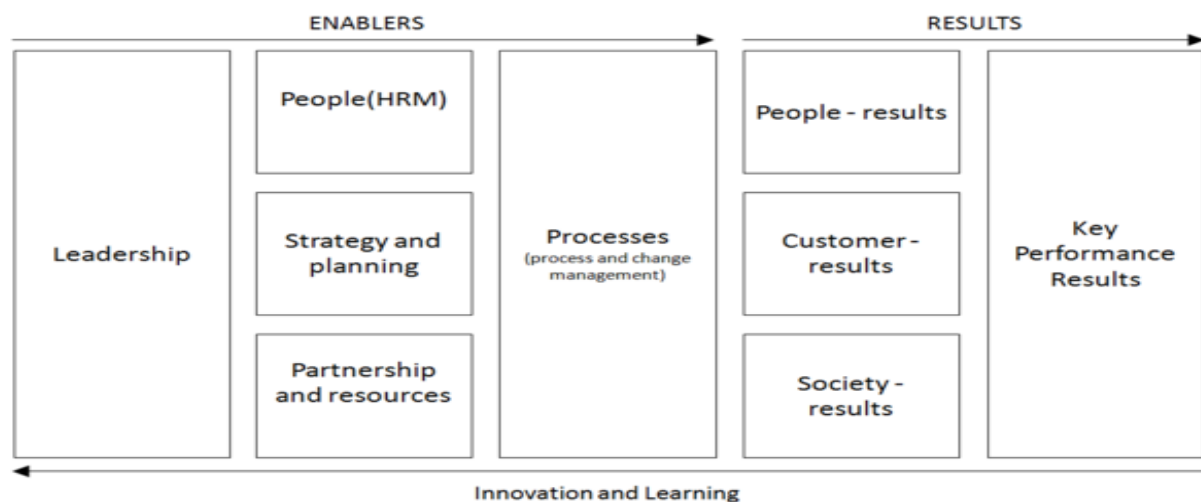 ENABLERS
RESULTS
Leadership
People(HRM)
Strategy and
planning
Partnership
and resources
Processes
(process and change
management)
People - results
Customer -
results
Society -
results
Key
Performance
Results
Innovation and Learning